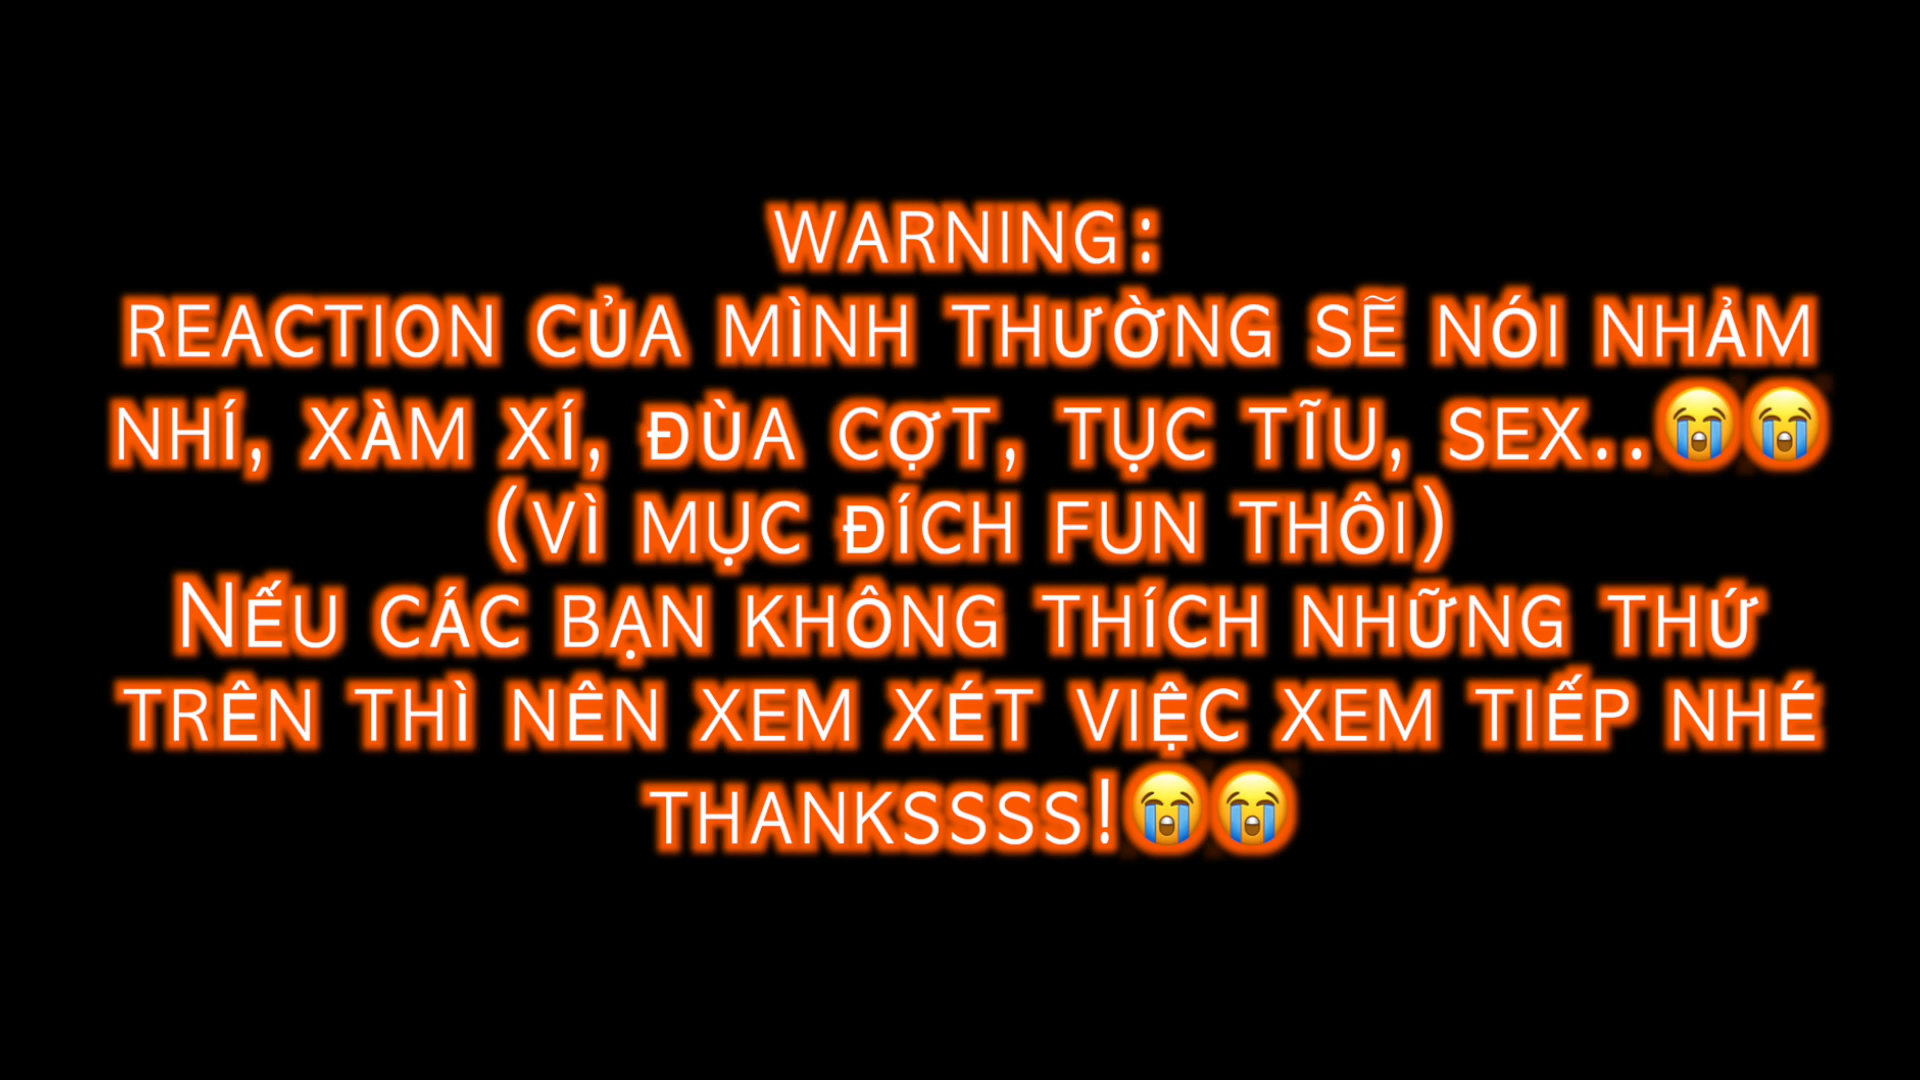 WARNING:
REACTION CỦA MÌNH THƯỜNG SẼ NÓI NHẢM
NHÍ, XÀM XÍ, ĐÙA CỢT, TỤC TĨU, SEX..😭😭
(VÌ MỤC ĐÍCH FUN THÔI)
NẾU CÁC BẠN KHÔNG THÍCH NHỮNG THỨ
TRÊN THÌ NÊN XEM XÉT VIỆC XEM TIẾP NHÉ
THANKSSSS!😭😭